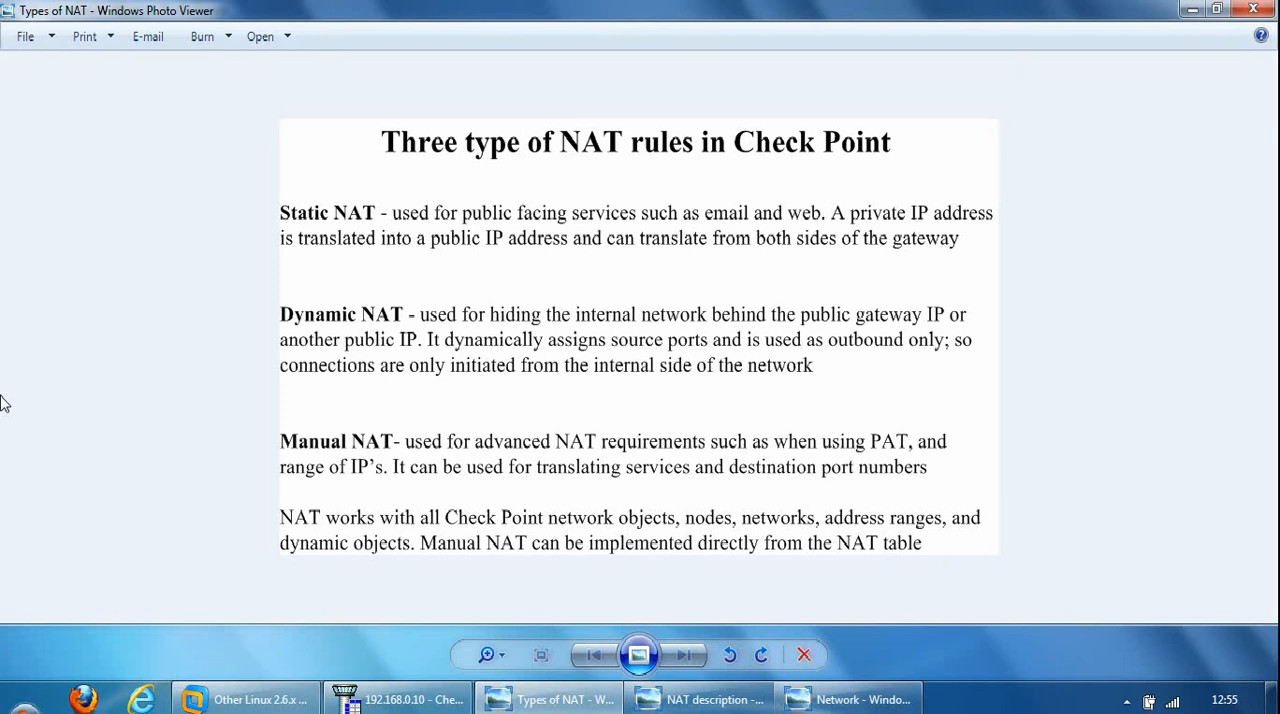 Types of NAT - Windows Photo Viewer
File Print E-mail Burn Open
Three type of NAT rules in Check Point
Static NAT - used for public facing services such as email and web. A private IP address
is translated into a public IP address and can translate from both sides of the gateway
Dynamic NAT - used for hiding the internal network behind the public gateway IP or
another public IP. It dynamically assigns source ports and is used as outbound only; so
connections are only initiated from the internal side of the network
Manual NAT- used for advanced NAT requirements such as when using PAT, and
range of IP’s. It can be used for translating services and destination port numbers
NAT works with all Check Point network objects, nodes, networks, address ranges, and
dynamic objects. Manual NAT can be implemented directly from the NAT table
Other Linux 2.6.x ... 192.168.0.10 - Che... Types of NAT - W... NAT description -... Network - Windo... 12:55